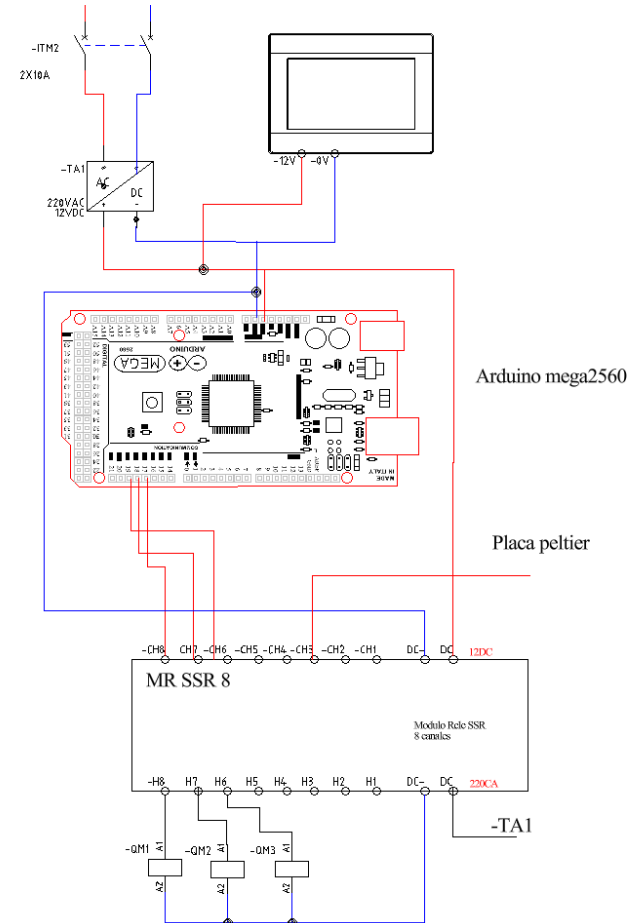 -ITM2
2X10A
-12V -0V
-TA1
AC
DC
220VAC
12VDC
+ -
ARDUINO
MEGA
2560
DIGITAL
COMMUNICATION
MADE
IN ITALY
Arduino mega2560
Placa peltier
-CH8 CH7 -CH6 -CH5 -CH4 -CH3 -CH2 -CH1 DC- DC 12DC
MR SSR 8
Modulo Rele SSR
8 canales
-H8 H7 H6 H5 H4 H3 H2 H1 DC- DC 220CA
-TA1
-QM1 A1 -QM2 A1 -QM3 A1
A2 A2 A2